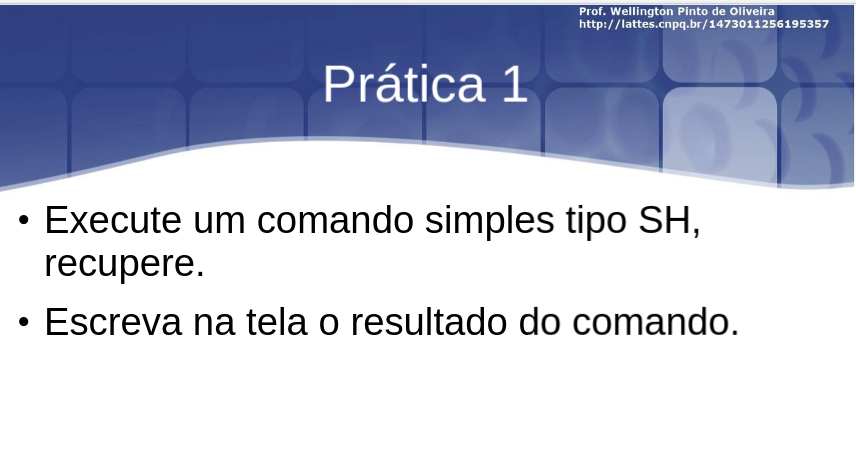 Prof. Wellington Pinto de Oliveira
http://lattes.cnpq.br/1473011256195357
Prática 1
• Execute um comando simples tipo SH,
recupere.
• Escreva na tela o resultado do comando.